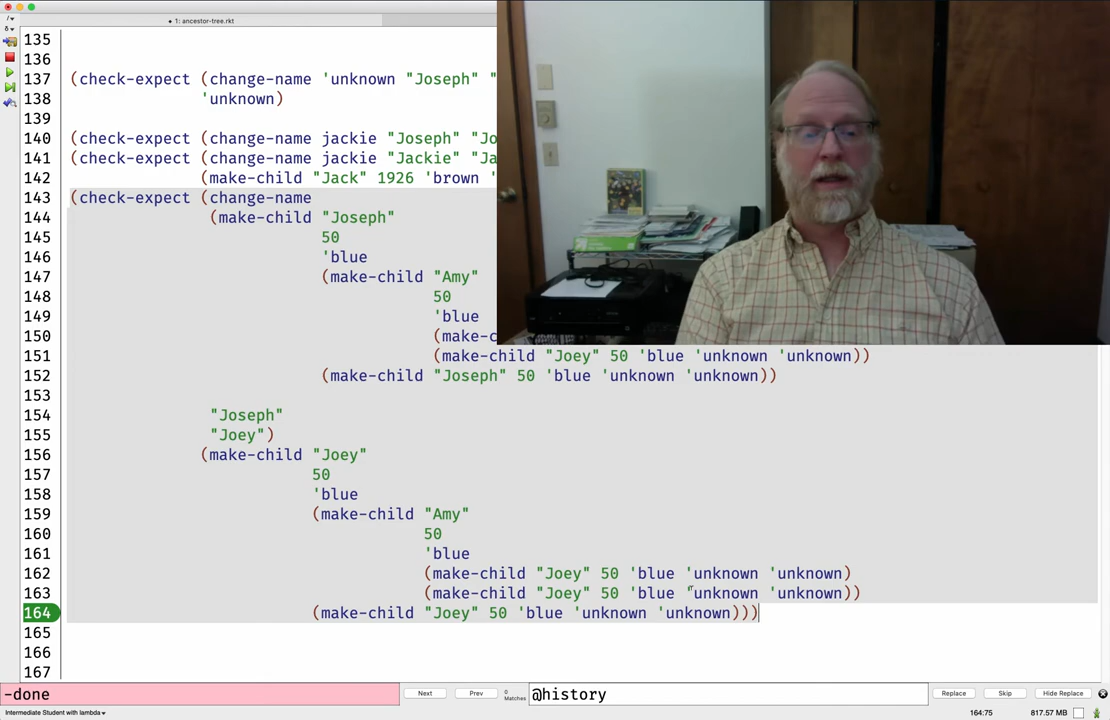 1: ancestor-tree.rkt
135
136
137 (check-expect (change-name 'unknown "Joseph" "
138 'unknown)
139
140 (check-expect (change-name jackie "Joseph" "Jo
141 (check-expect (change-name jackie "Jackie" "Ja
142 (make-child "Jack" 1926 'brown '
143 (check-expect (change-name
144 (make-child "Joseph"
145 50
146 'blue
147 (make-child "Amy"
148 50
149 'blue
150 (make-c
151 (make-child "Joey" 50 'blue 'unknown 'unknown))
152 (make-child "Joseph" 50 'blue 'unknown 'unknown))
153
154 "Joseph"
155 "Joey")
156 (make-child "Joey"
157 50
158 'blue
159 (make-child "Amy"
160 50
161 'blue
162 (make-child "Joey" 50 'blue 'unknown 'unknown)
163 (make-child "Joey" 50 'blue 'unknown 'unknown))
164 (make-child "Joey" 50 'blue 'unknown 'unknown)))
165
166
167
-done
Next
Prev
0 Matches
@history
Replace
Skip
Hide Replace
Intermediate Student with lambda
164:75
817.57 MB